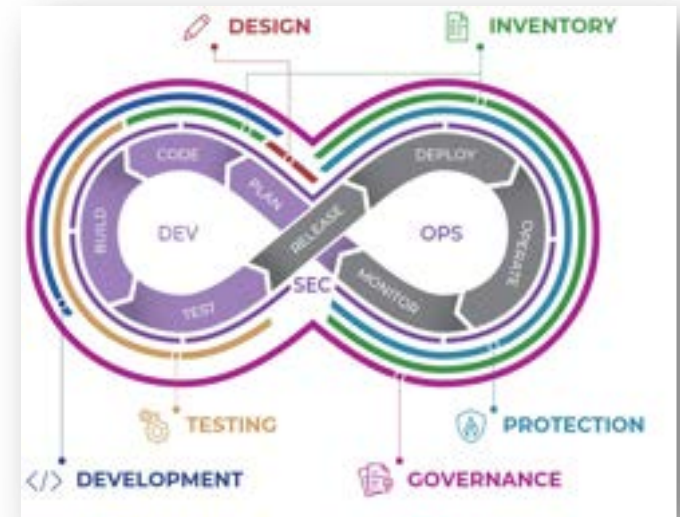 DESIGN
INVENTORY
CODE
DEPLOY
PLAN
BUILD
DEV
RELEASE
OPS
OPERATE
SEC
MONITOR
TEST
TESTING
PROTECTION
</> DEVELOPMENT
GOVERNANCE